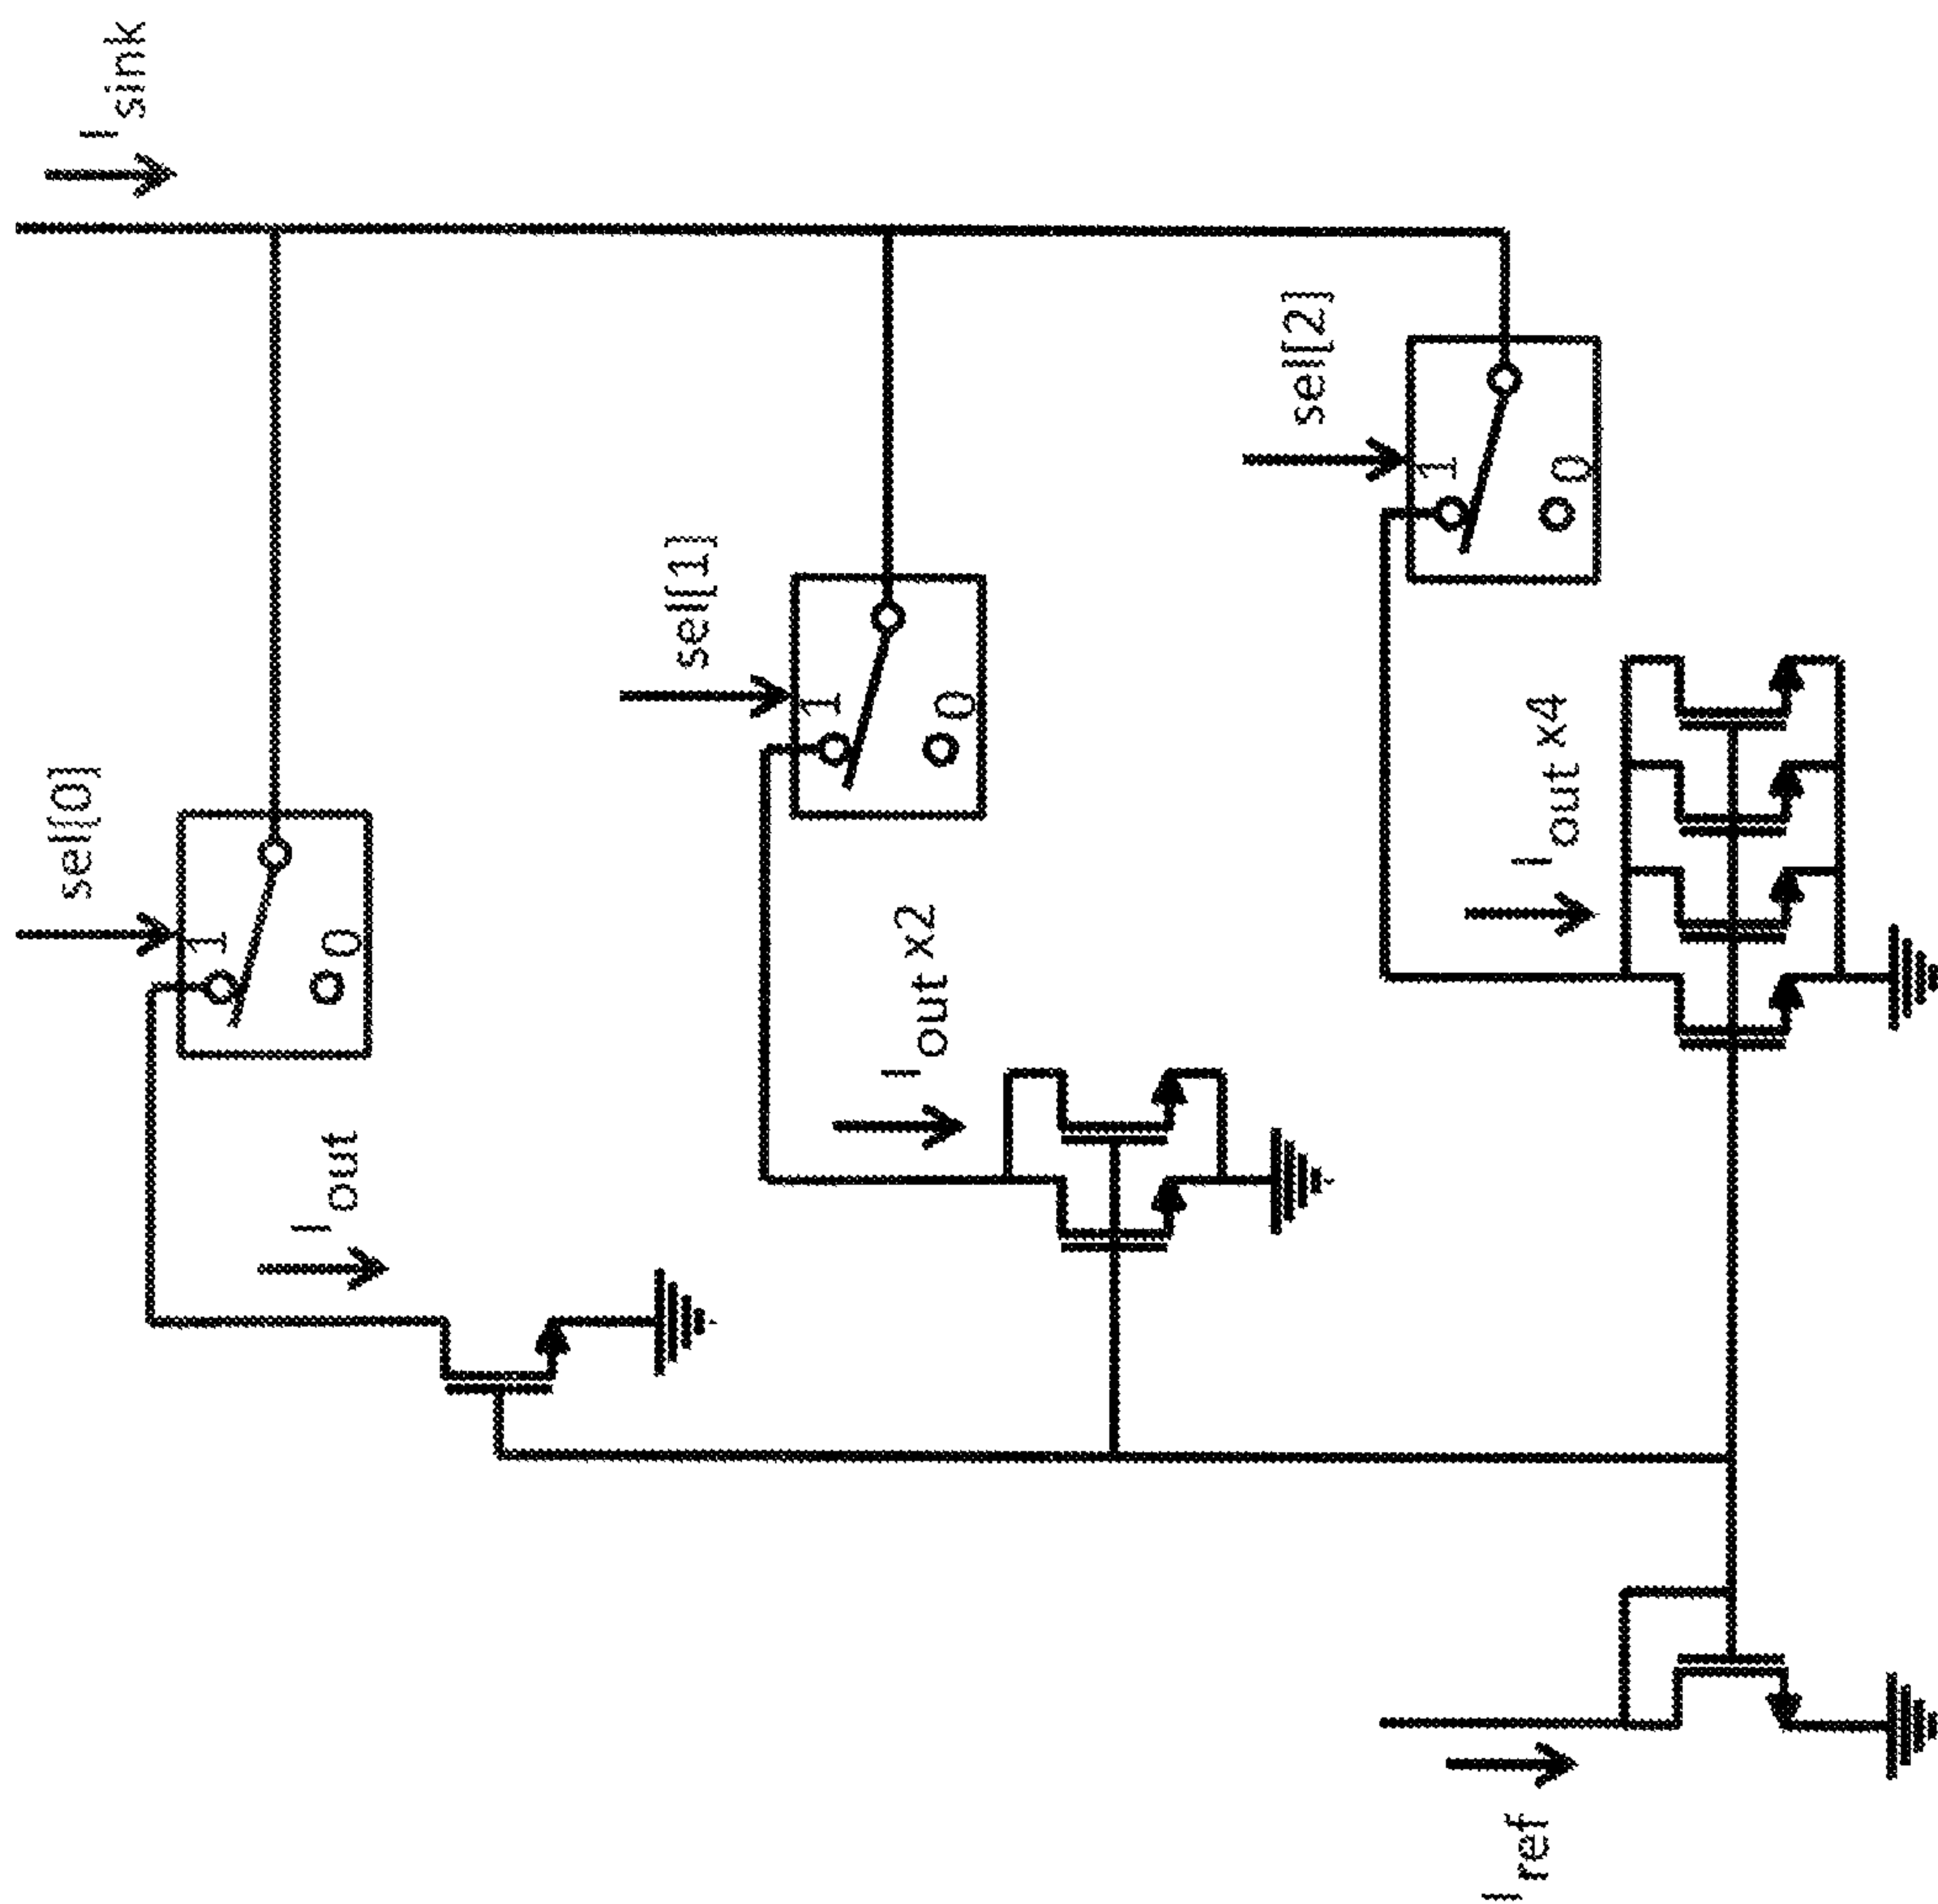 Isink
sel[0]
1
0
Iout
sel[1]
1
0
Iout x2
sel[2]
1
0
Iout x4
Iref